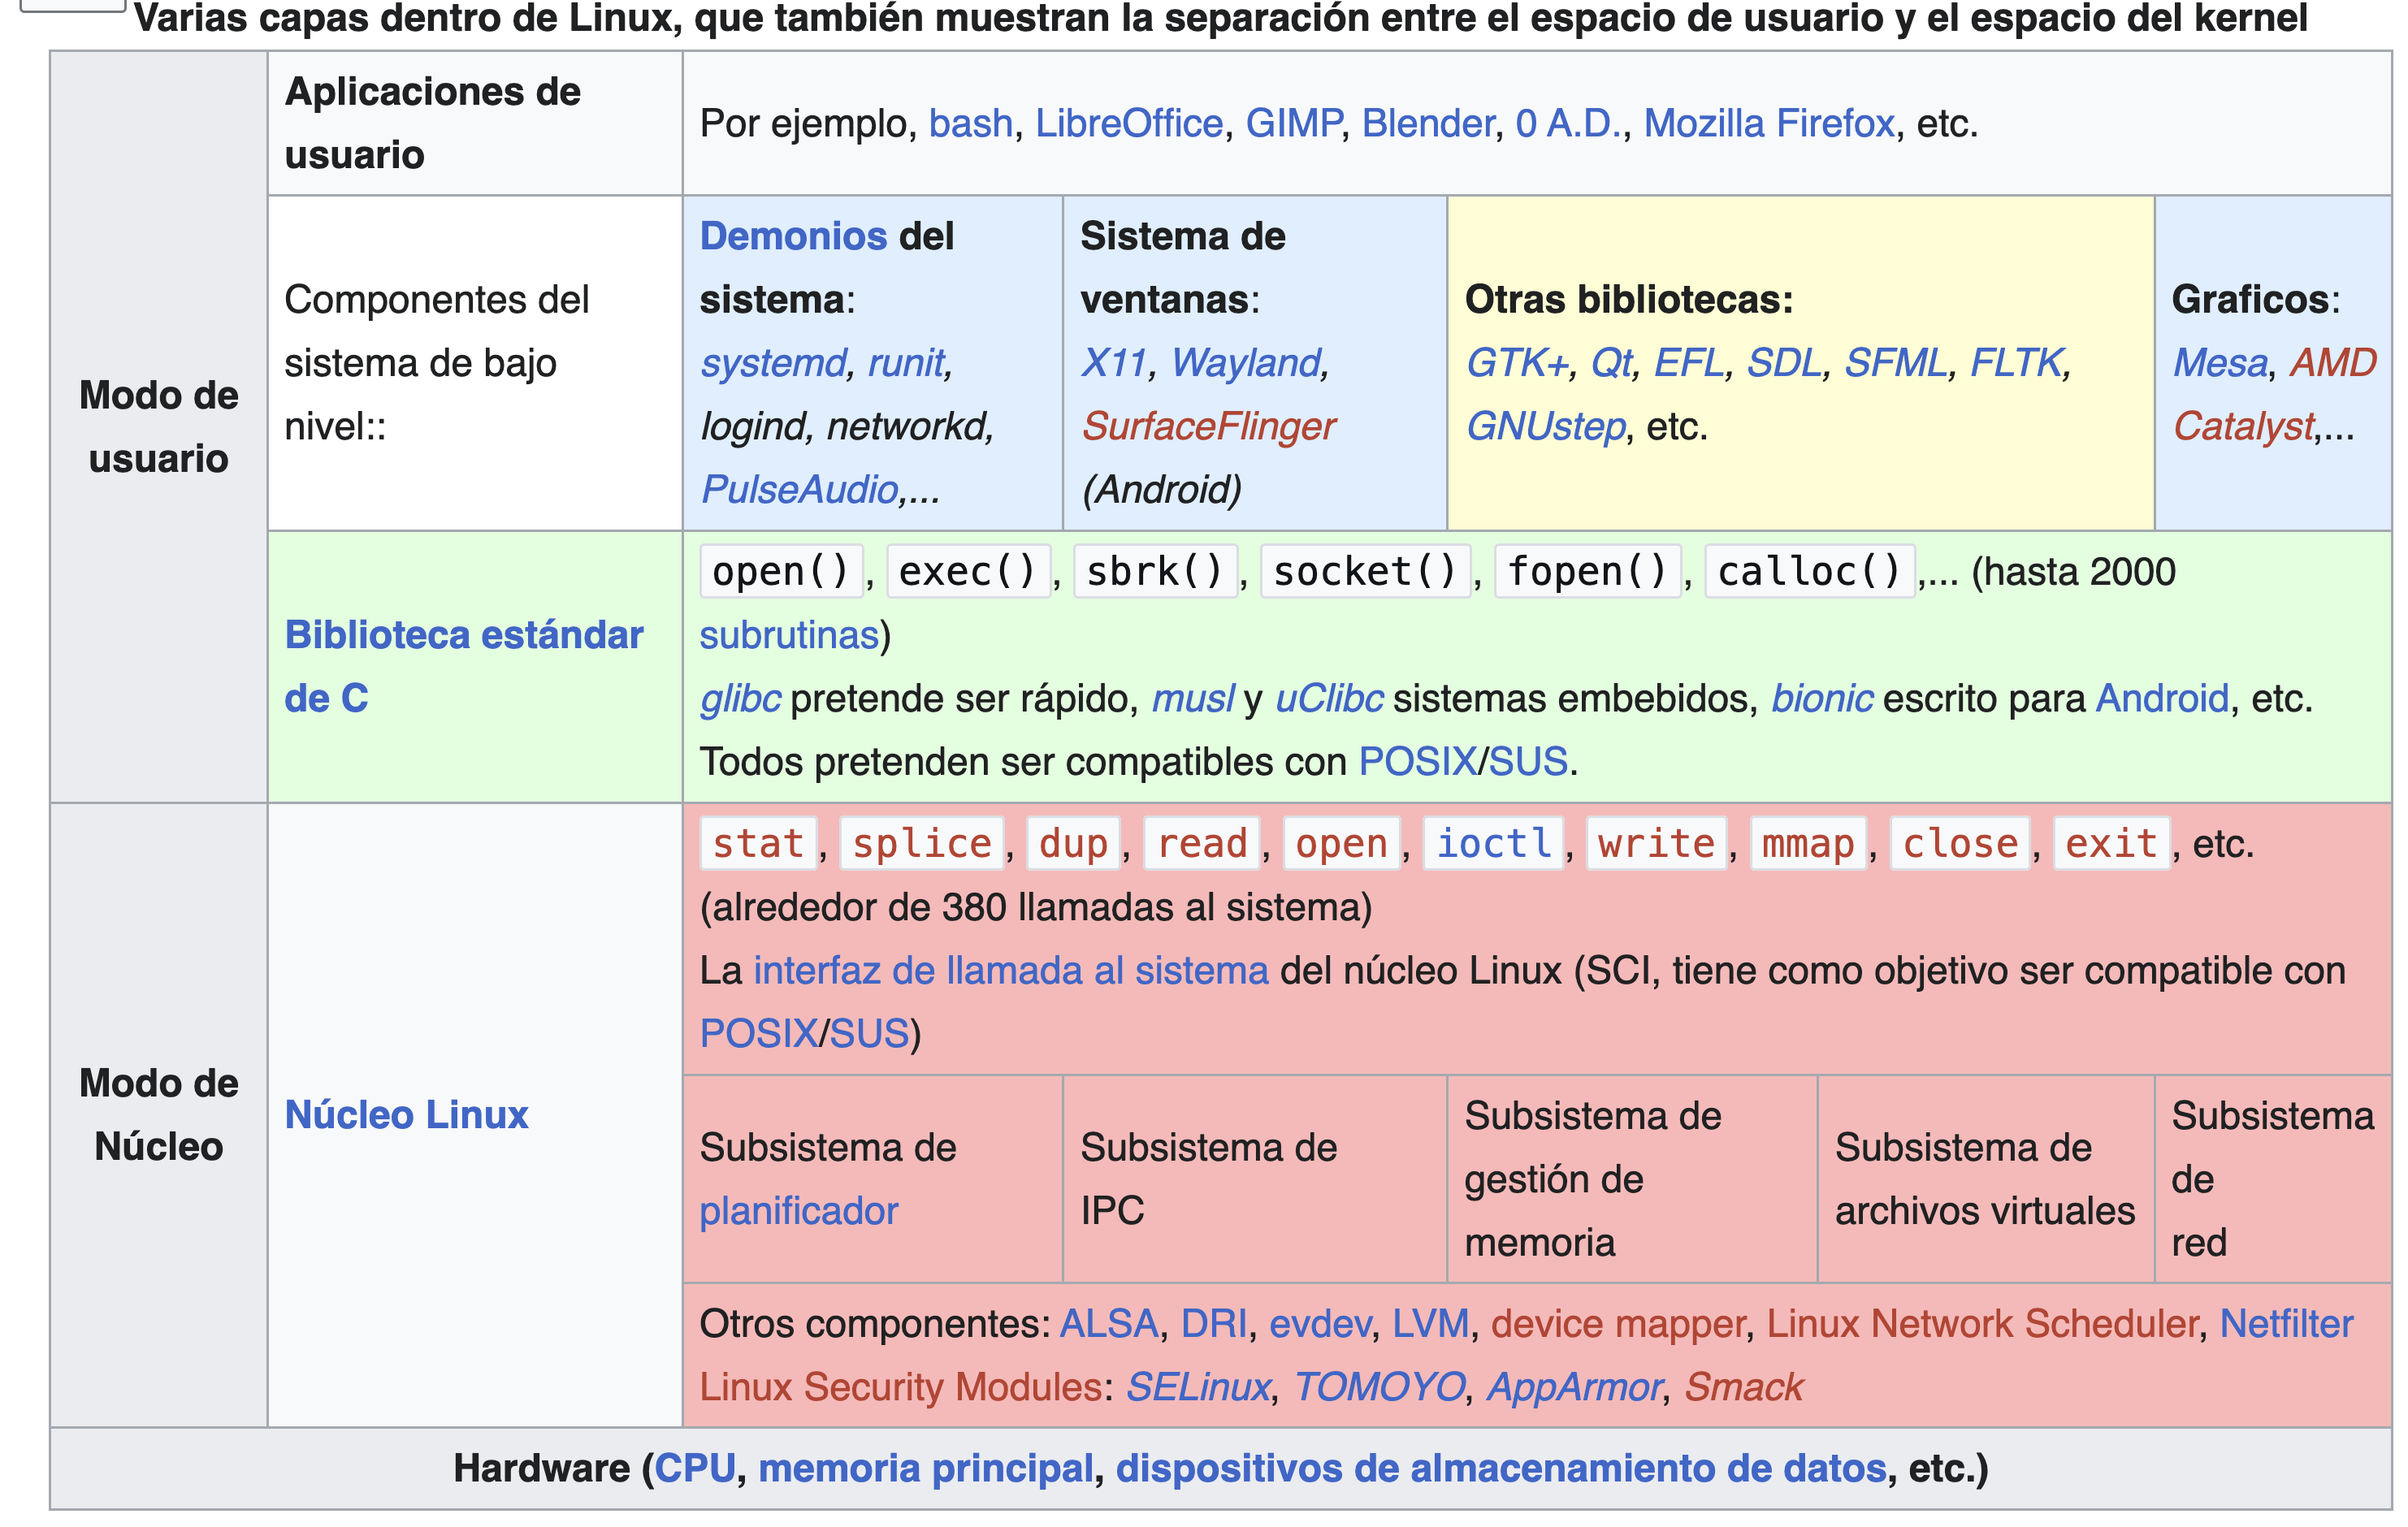 Varias capas dentro de Linux, que también muestran la separación entre el espacio de usuario y el espacio del kernel
Modo de
usuario
Aplicaciones de
usuario
Por ejemplo, bash, LibreOffice, GIMP, Blender, 0 A.D., Mozilla Firefox, etc.
Componentes del
sistema de bajo
nivel::
Demonios del
sistema:
systemd, runit,
logind, networkd,
PulseAudio,...
Sistema de
ventanas:
X11, Wayland,
SurfaceFlinger
(Android)
Otras bibliotecas:
GTK+, Qt, EFL, SDL, SFML, FLTK,
GNUstep, etc.
Graficos:
Mesa, AMD
Catalyst,...
Biblioteca estándar
de C
open(), exec(), sbrk(), socket(), fopen(), calloc(),... (hasta 2000
subrutinas)
glibc pretende ser rápido, musl y uClibc sistemas embebidos, bionic escrito para Android, etc.
Todos pretenden ser compatibles con POSIX/SUS.
Modo de
Núcleo
Núcleo Linux
stat, splice, dup, read, open, ioctl, write, mmap, close, exit, etc.
(alrededor de 380 llamadas al sistema)
La interfaz de llamada al sistema del núcleo Linux (SCI, tiene como objetivo ser compatible con
POSIX/SUS)
Subsistema de
planificador
Subsistema de
IPC
Subsistema de
gestión de
memoria
Subsistema de
archivos virtuales
Subsistema
de
red
Otros componentes: ALSA, DRI, evdev, LVM, device mapper, Linux Network Scheduler, Netfilter
Linux Security Modules: SELinux, TOMOYO, AppArmor, Smack
Hardware (CPU, memoria principal, dispositivos de almacenamiento de datos, etc.)